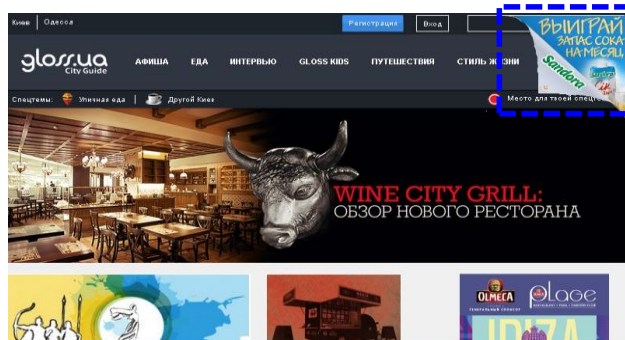 Киев | Одесса
Регистрация
Вход
gloss.ua
City Guide
АФИША
ЕДА
ИНТЕРВЬЮ
GLOSS KIDS
ПУТЕШЕСТВИЯ
СТИЛЬ ЖИЗНИ
ВЫИГРАЙ
ЗАПАС СОКА
НА МЕСЯЦ
Sandora
Спецтемы: Уличная еда | Другой Киев
Место для твоей
WINE CITY GRILL:
ОБЗОР НОВОГО РЕСТОРАНА
OLMECA
place
IBIZA